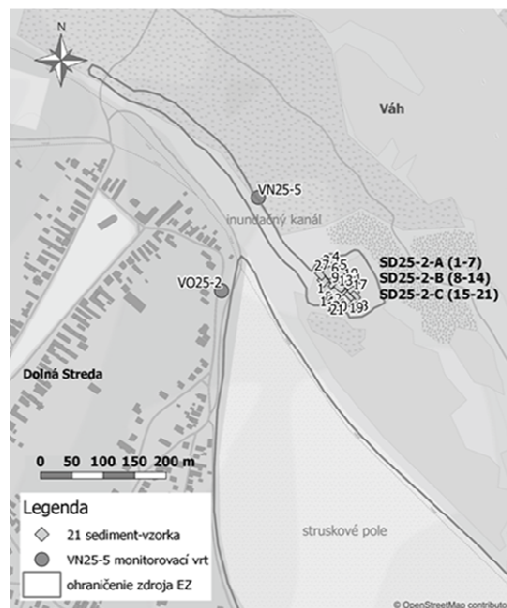 N
Váh
VN25-5
inundačný kanál
SD25-2-A (1-7)
SD25-2-B (8-14)
SD25-2-C (15-21)
VO25-2
Dolná Streda
0 50 100 150 200 m
Legenda
21 sediment-vzorka
VN25-5 monitorovací vrt
ohraničenie zdroja E2
struskové pole
© OpenStreetMap contributo